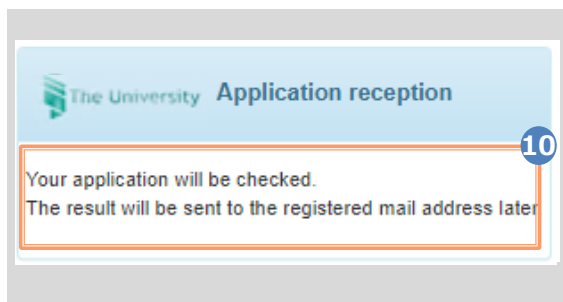 The University Application reception
10
Your application will be checked.
The result will be sent to the registered mail address later